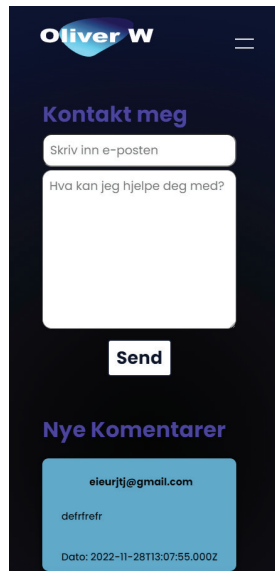 Oliver W
Kontakt meg
Skriv inn e-posten
Hva kan jeg hjelpe deg med?
Send
Nye Komentarer
eieurjtj@gmail.com
defrfrefr
Dato: 2022-11-28T13:07:55.000Z